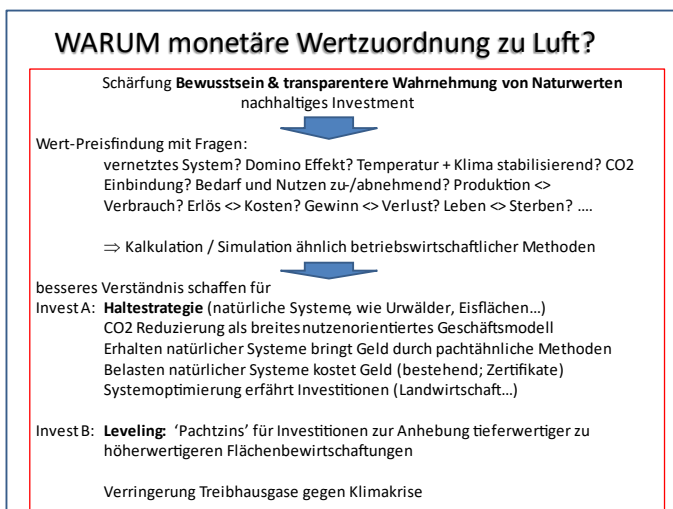 WARUM monetäre Wertzuordnung zu Luft?
Schärfung Bewusstsein & transparentere Wahrnehmung von Naturwerten
nachhaltiges Investment
Wert-Preisfindung mit Fragen:
vernetztes System? Domino Effekt? Temperatur + Klima stabilisierend? CO2
Einbindung? Bedarf und Nutzen zu-/abnehmend? Produktion <>
Verbrauch? Erlös <> Kosten? Gewinn <> Verlust? Leben <> Sterben? ....
⇒ Kalkulation / Simulation ähnlich betriebswirtschaftlicher Methoden
besseres Verständnis schaffen für
Invest A: Haltestrategie (natürliche Systeme, wie Urwälder, Eisflächen...)
CO2 Reduzierung als breites nutzenorientiertes Geschäftsmodell
Erhalten natürlicher Systeme bringt Geld durch pachtähnliche Methoden
Belasten natürlicher Systeme kostet Geld (bestehend; Zertifikate)
Systemoptimierung erfährt Investitionen (Landwirtschaft...)
Invest B: Leveling: 'Pachtzins' für Investitionen zur Anhebung tieferwertiger zu
höherwertigeren Flächenbewirtschaftungen
Verringerung Treibhausgase gegen Klimakrise